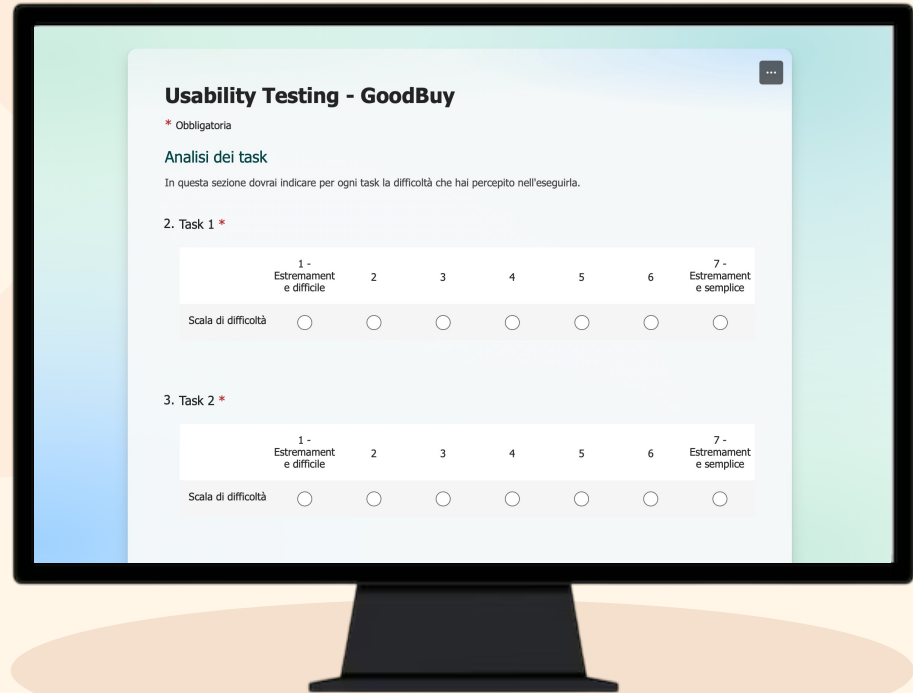 ...
Usability Testing - GoodBuy
* Obbligatoria
Analisi dei task
In questa sezione dovrai indicare per ogni task la difficoltà che hai percepito nell'eseguirla.
2. Task 1 *
1 -
Estremament
e difficile
2
3
4
5
6
7 -
Estremament
e semplice
Scala di difficoltà
3. Task 2 *
1 -
Estremament
e difficile
2
3
4
5
6
7 -
Estremament
e semplice
Scala di difficoltà